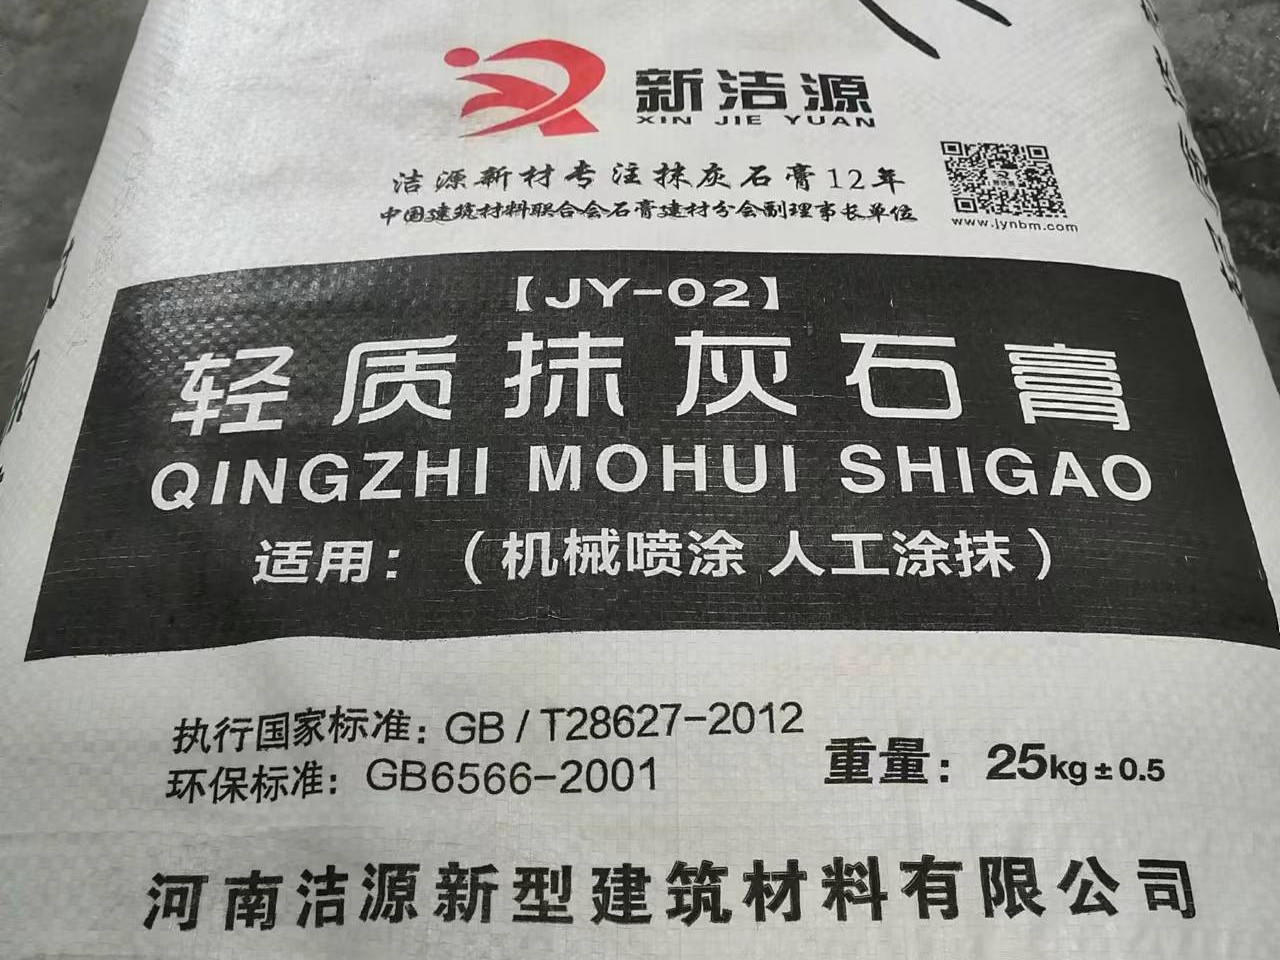 新洁源
XIN JIE YUAN
洁源新材专注抹灰石膏12年
中国建筑材料联合会石膏建材分会副理事长单位
www.jynbm.com
【JY-02】
轻质抹灰石膏
QINGZHI MOHUI SHIGAO
适用：（机械喷涂 人工涂抹）
执行国家标准：GB/T28627-2012
环保标准：GB6566-2001
重量：25kg±0.5
河南洁源新型建筑材料有限公司